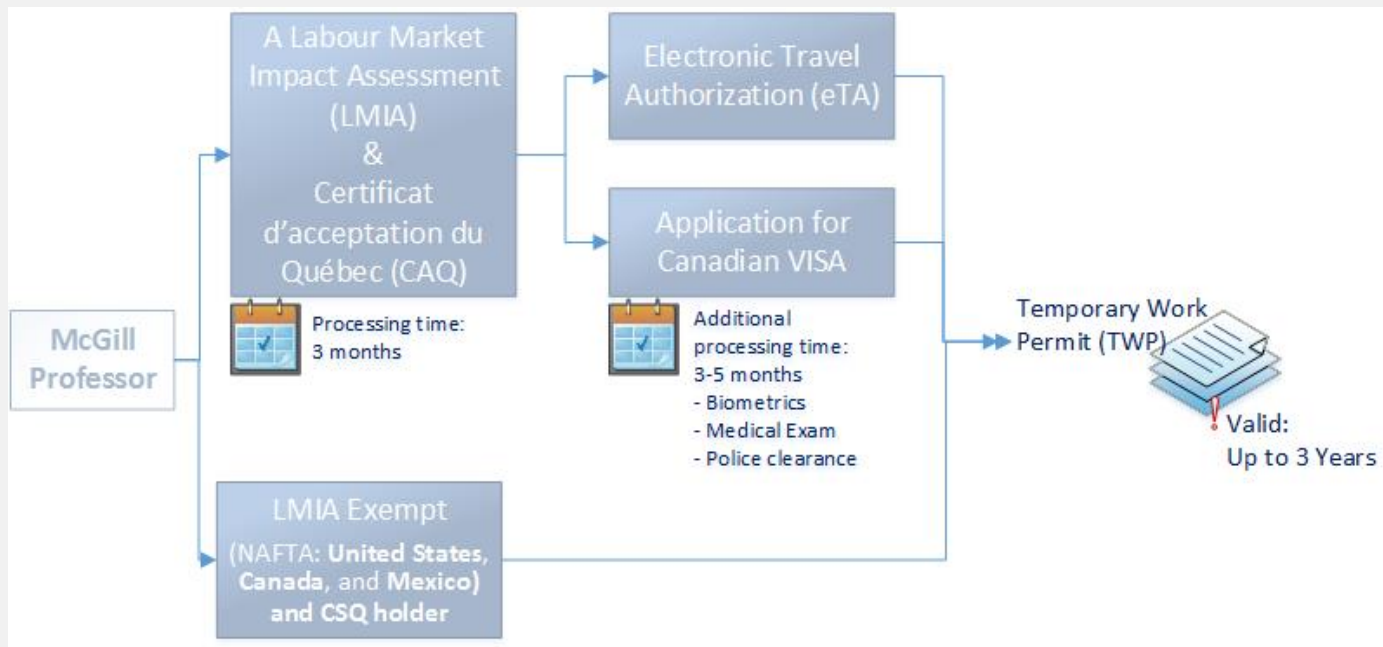 A Labour Market
Impact Assessment
(LMIA)
&
Certificat
d'acceptation du
Québec (CAQ)
Processing time:
3 months
Electronic Travel
Authorization (eTA)
Application for
Canadian VISA
Additional
processing time:
3-5 months
- Biometrics
- Medical Exam
- Police clearance
McGill
Professor
LMIA Exempt
(NAFTA: United States,
Canada, and Mexico)
and CSQ holder
Temporary Work
Permit (TWP)
! Valid:
Up to 3 Years